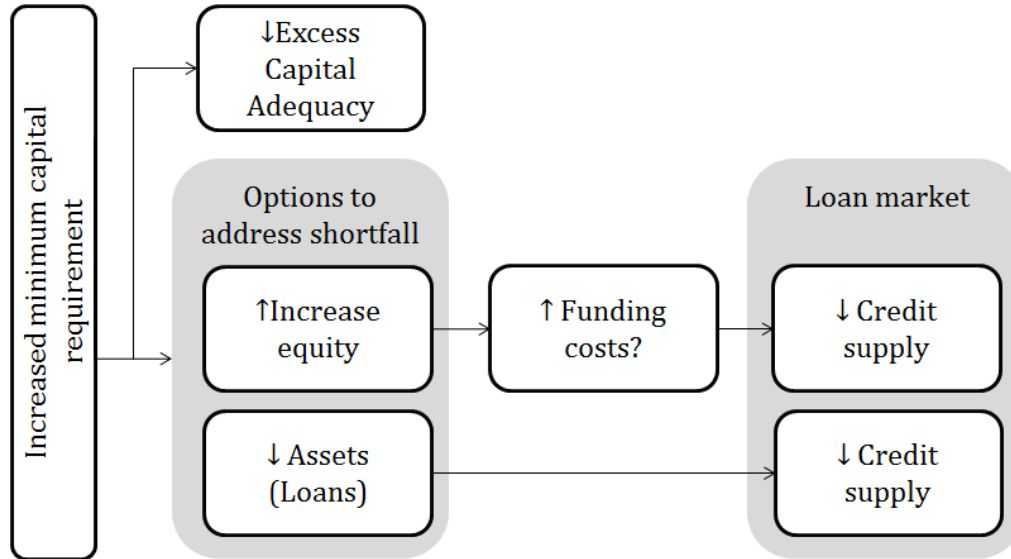 Increased minimum capital
requirement
↓Excess
Capital
Adequacy
Options to
address shortfall
↑Increase
equity
↓ Assets
(Loans)
↑ Funding
costs?
Loan market
↓ Credit
supply
↓ Credit
supply